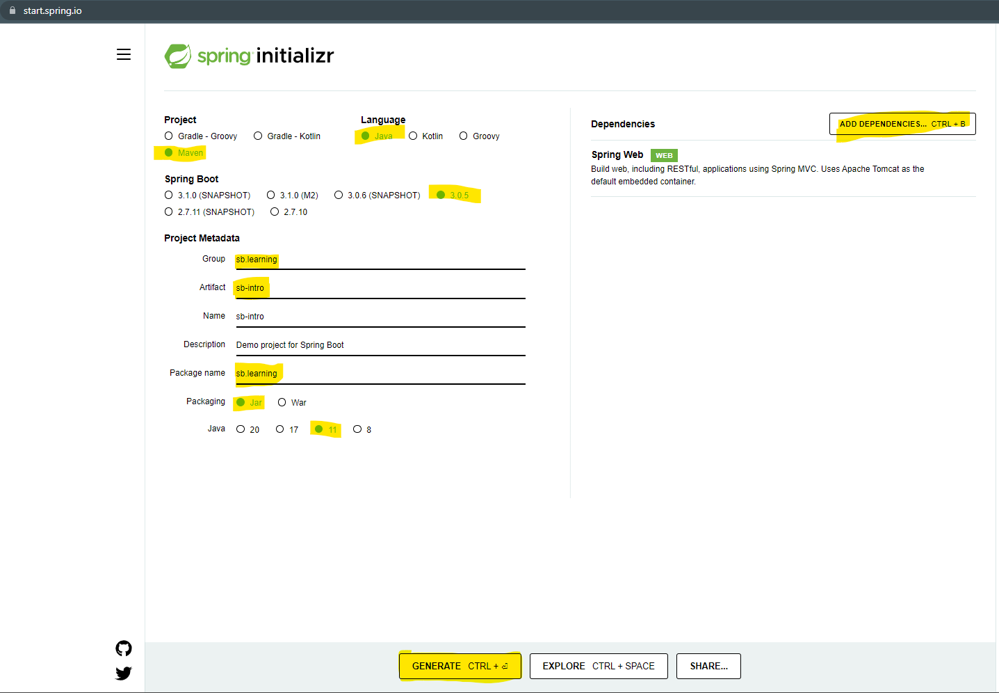 start.spring.io
spring initializr
Project
Gradle - Groovy
Gradle - Kotlin
Maven
Language
Java
Kotlin
Groovy
Spring Boot
3.1.0 (SNAPSHOT)
3.1.0 (M2)
3.0.6 (SNAPSHOT)
3.0.5
2.7.11 (SNAPSHOT)
2.7.10
Project Metadata
Group sb.learning
Artifact sb-intro
Name sb-intro
Description Demo project for Spring Boot
Package name sb.learning
Packaging Jar War
Java 20 17 11 8
Dependencies
ADD DEPENDENCIES... CTRL + B
Spring Web WEB
Build web, including RESTful, applications using Spring MVC. Uses Apache Tomcat as the
default embedded container.
GENERATE CTRL + ⏎
EXPLORE CTRL + SPACE
SHARE...